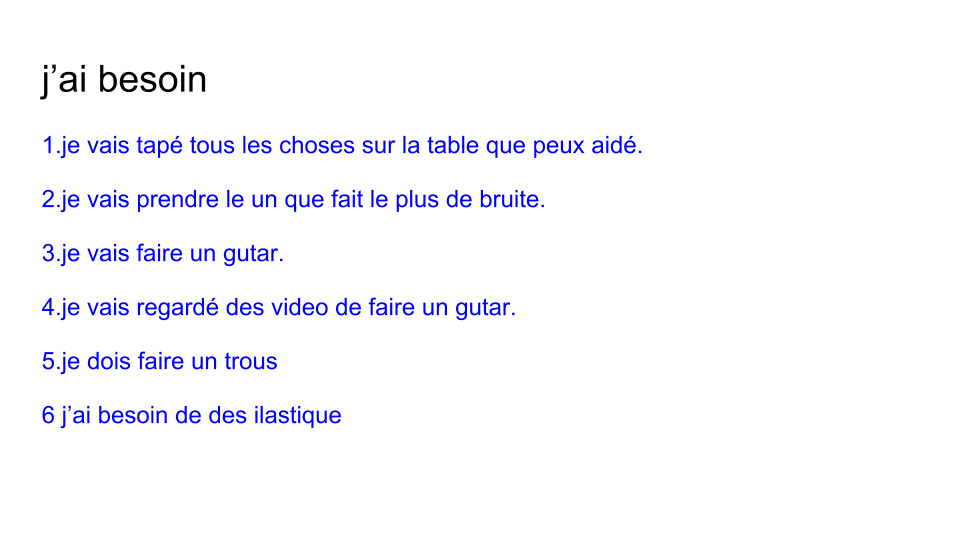 j’ai besoin
1.je vais tapé tous les choses sur la table que peux aidé.
2.je vais prendre le un que fait le plus de bruite.
3.je vais faire un gutar.
4.je vais regardé des video de faire un gutar.
5.je dois faire un trous
6 j’ai besoin de des ilastique